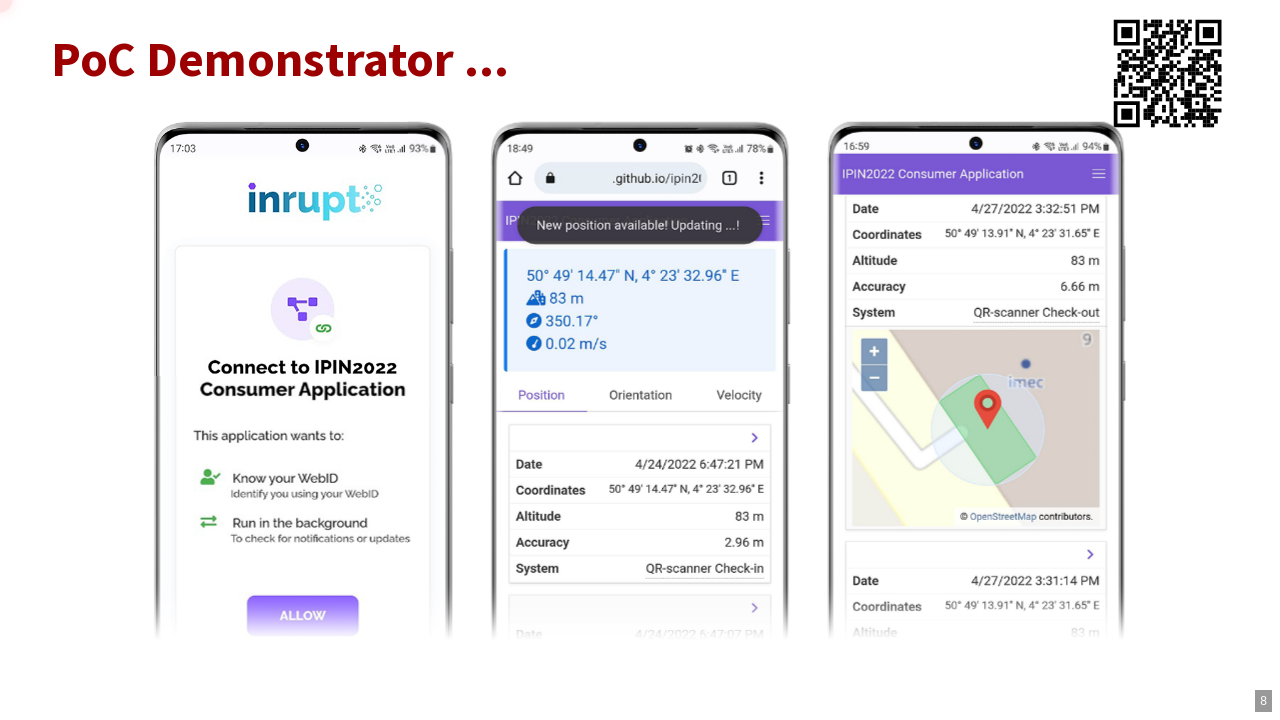 PoC Demonstrator ...
17:03
93%
inrupt
Connect to IPIN2022
Consumer Application
This application wants to:
Know your WebID
Identify you using your WebID
Run in the background
To check for notifications or updates
ALLOW
18:49
78%
.github.io/ipin2
1
IP
New position available! Updating ...!
50° 49' 14.47" N, 4° 23' 32.96" E
83 m
350.17°
0.02 m/s
Position Orientation Velocity
Date 4/24/2022 6:47:21 PM
Coordinates 50° 49' 14.47" N, 4° 23' 32.96" E
Altitude 83 m
Accuracy 2.96 m
System QR-scanner Check-in
Date 4/24/2022 6:47:07 PM
16:59
94%
IPIN2022 Consumer Application
Date 4/27/2022 3:32:51 PM
Coordinates 50° 49' 13.91" N, 4° 23' 31.65" E
Altitude 83 m
Accuracy 6.66 m
System QR-scanner Check-out
+
−
9
imec
© OpenStreetMap contributors.
Date 4/27/2022 3:31:14 PM
Coordinates 50° 49' 13.91" N, 4° 23' 31.65" E
Altitude 83 m
8